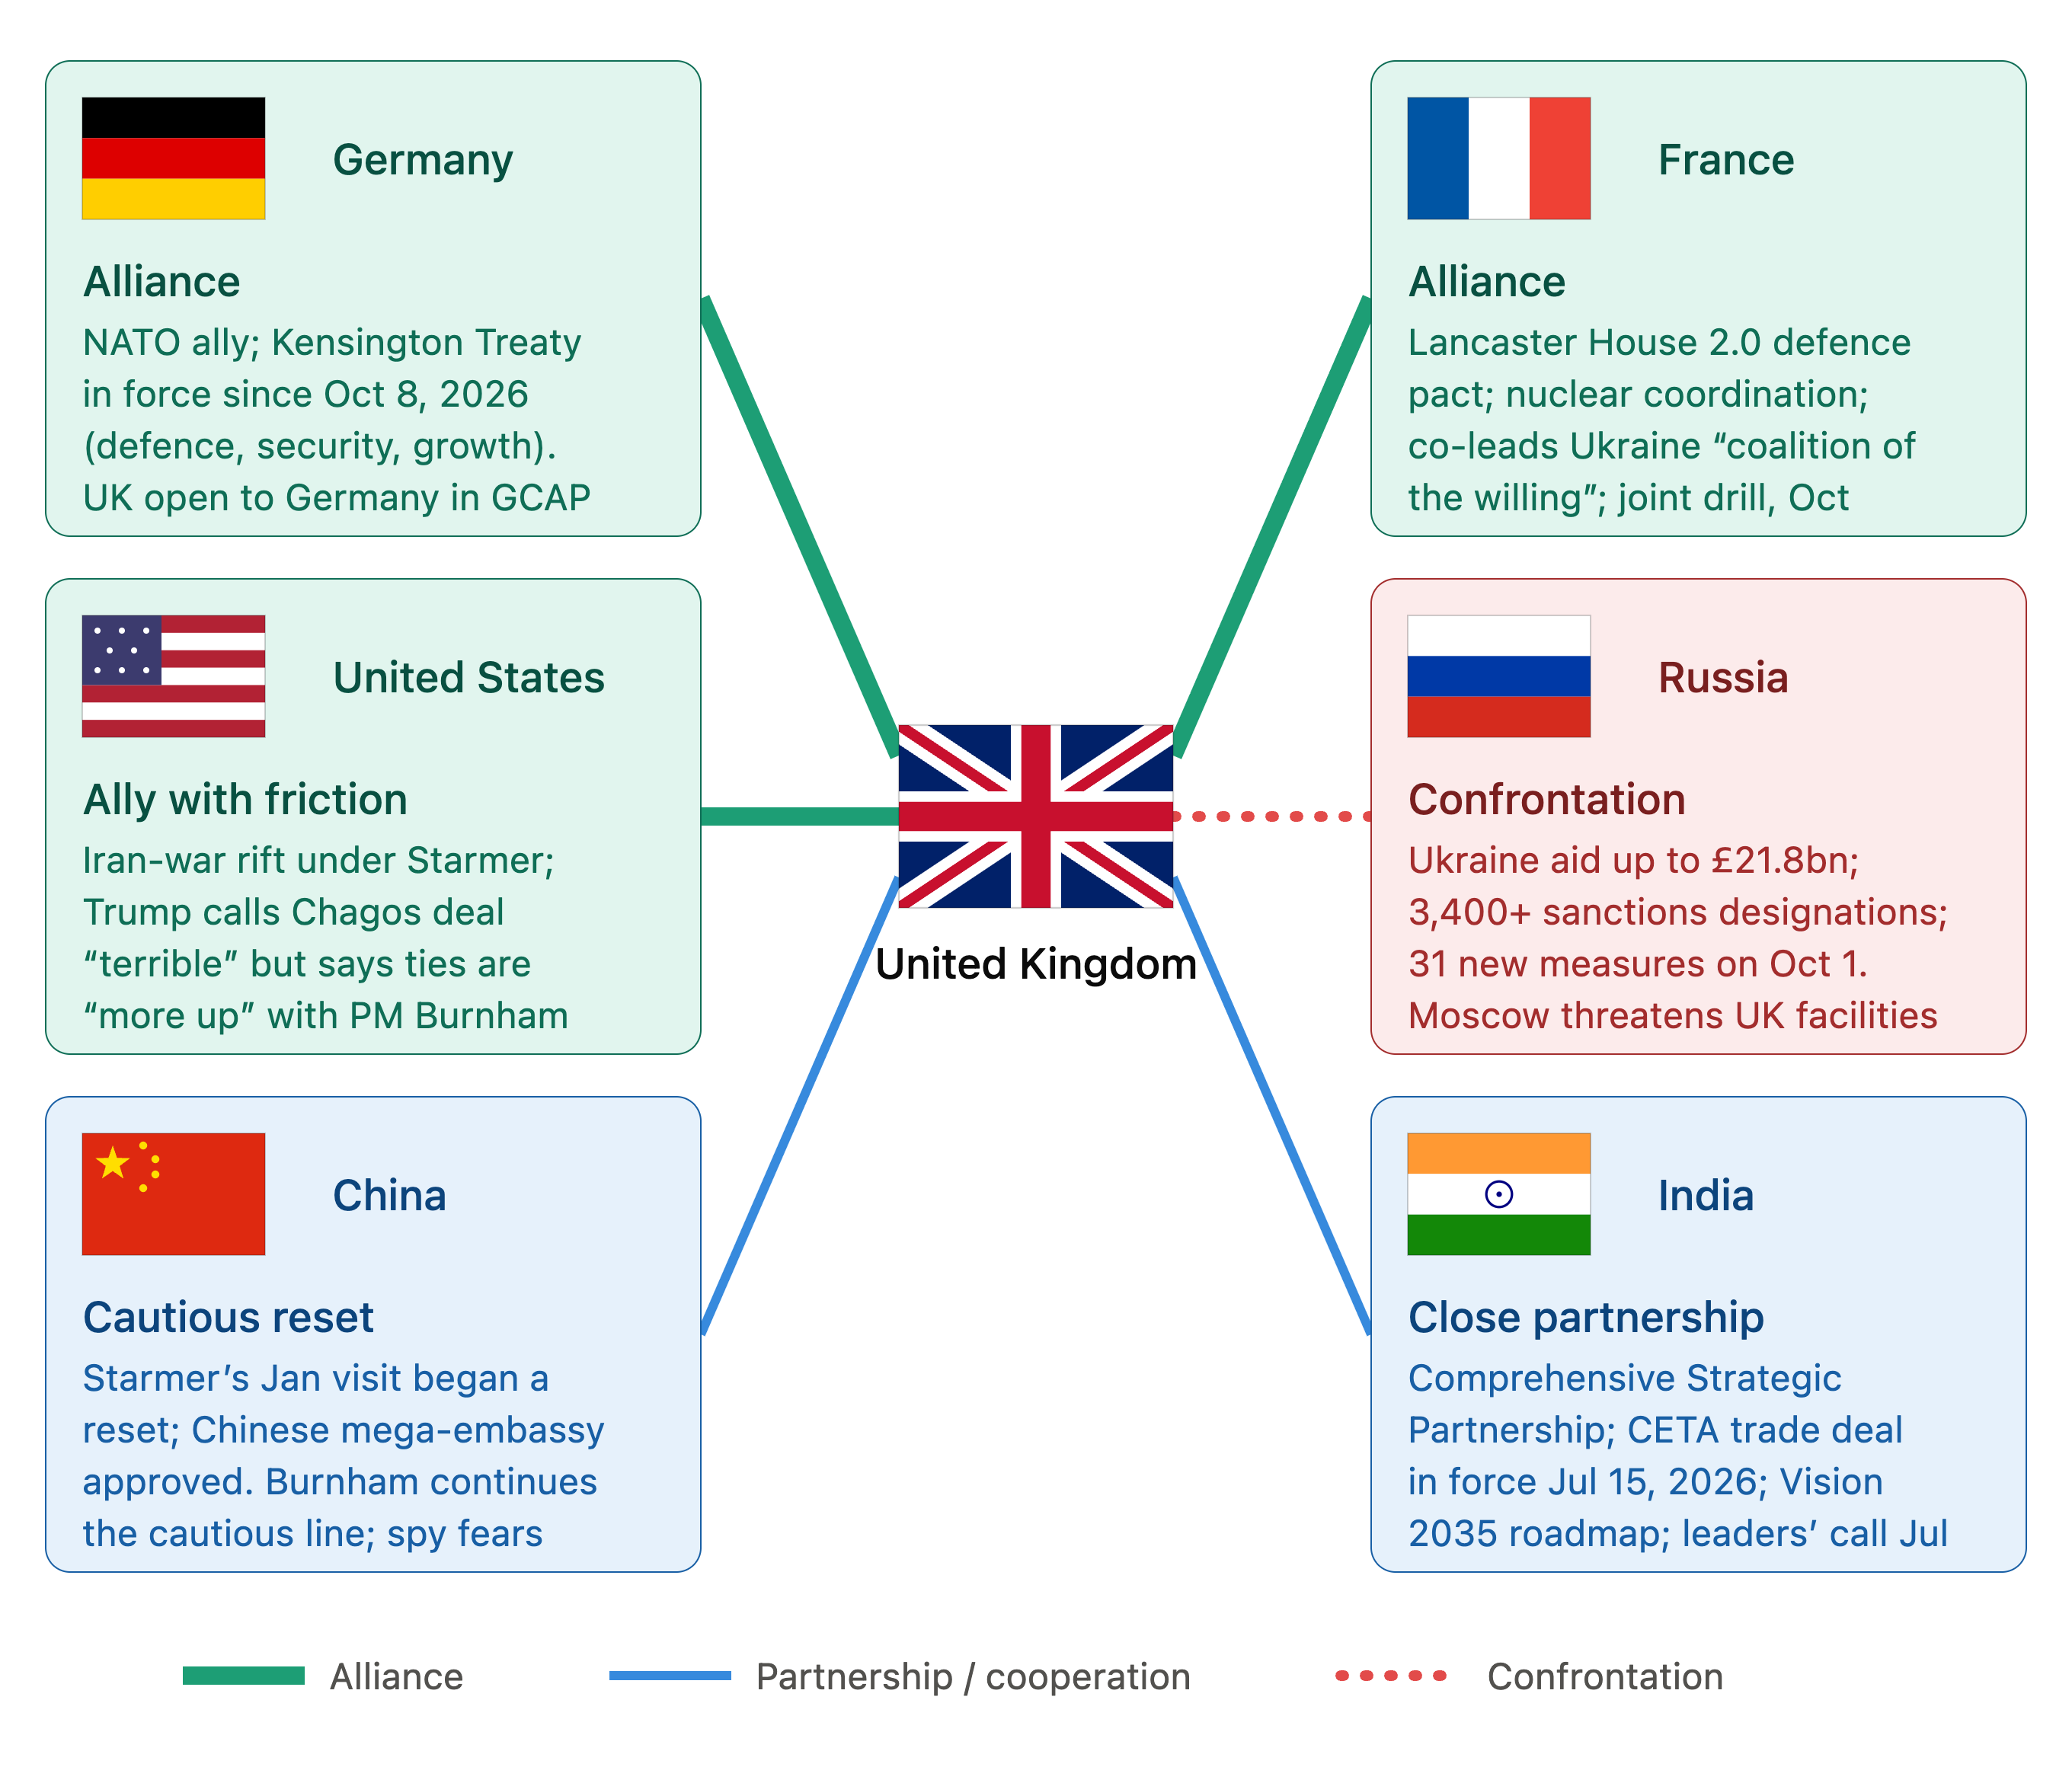 Germany
Alliance
NATO ally; Kensington Treaty
in force since Oct 8, 2026
(defence, security, growth).
UK open to Germany in GCAP
France
Alliance
Lancaster House 2.0 defence
pact; nuclear coordination;
co-leads Ukraine “coalition of
the willing”; joint drill, Oct
United States
Ally with friction
Iran-war rift under Starmer;
Trump calls Chagos deal
“terrible” but says ties are
“more up” with PM Burnham
United Kingdom
Russia
Confrontation
Ukraine aid up to £21.8bn;
3,400+ sanctions designations;
31 new measures on Oct 1.
Moscow threatens UK facilities
China
Cautious reset
Starmer’s Jan visit began a
reset; Chinese mega-embassy
approved. Burnham continues
the cautious line; spy fears
India
Close partnership
Comprehensive Strategic
Partnership; CETA trade deal
in force Jul 15, 2026; Vision
2035 roadmap; leaders’ call Jul
Alliance
Partnership / cooperation
Confrontation